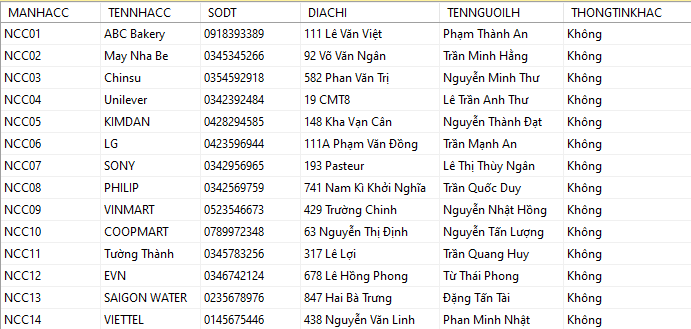 MANHACC TENNHACC SODT DIACHI TENNGUOILH THONGTINKHAC
NCC01 ABC Bakery 0918393389 111 Lê Văn Việt Phạm Thành An Không
NCC02 May Nha Be 0345345266 92 Võ Văn Ngân Trần Minh Hằng Không
NCC03 Chinsu 0354592918 582 Phan Văn Trị Nguyễn Minh Thư Không
NCC04 Unilever 0342392484 19 CMT8 Lê Trần Anh Thư Không
NCC05 KIMDAN 0428294585 148 Kha Vạn Cân Nguyễn Thành Đạt Không
NCC06 LG 0423596944 111A Phạm Văn Đồng Trần Mạnh An Không
NCC07 SONY 0342956965 193 Pasteur Lê Thị Thùy Ngân Không
NCC08 PHILIP 0342569759 741 Nam Kì Khởi Nghĩa Trần Quốc Duy Không
NCC09 VINMART 0523546673 429 Trường Chinh Nguyễn Nhật Hồng Không
NCC10 COOPMART 0789972348 63 Nguyễn Thị Định Nguyễn Tấn Lượng Không
NCC11 Tường Thành 0345783256 317 Lê Lợi Trần Quang Huy Không
NCC12 EVN 0346742124 678 Lê Hồng Phong Từ Thái Phong Không
NCC13 SAIGON WATER 0235678976 847 Hai Bà Trưng Đặng Tấn Tài Không
NCC14 VIETTEL 0145675446 438 Nguyễn Văn Linh Phan Minh Nhật Không